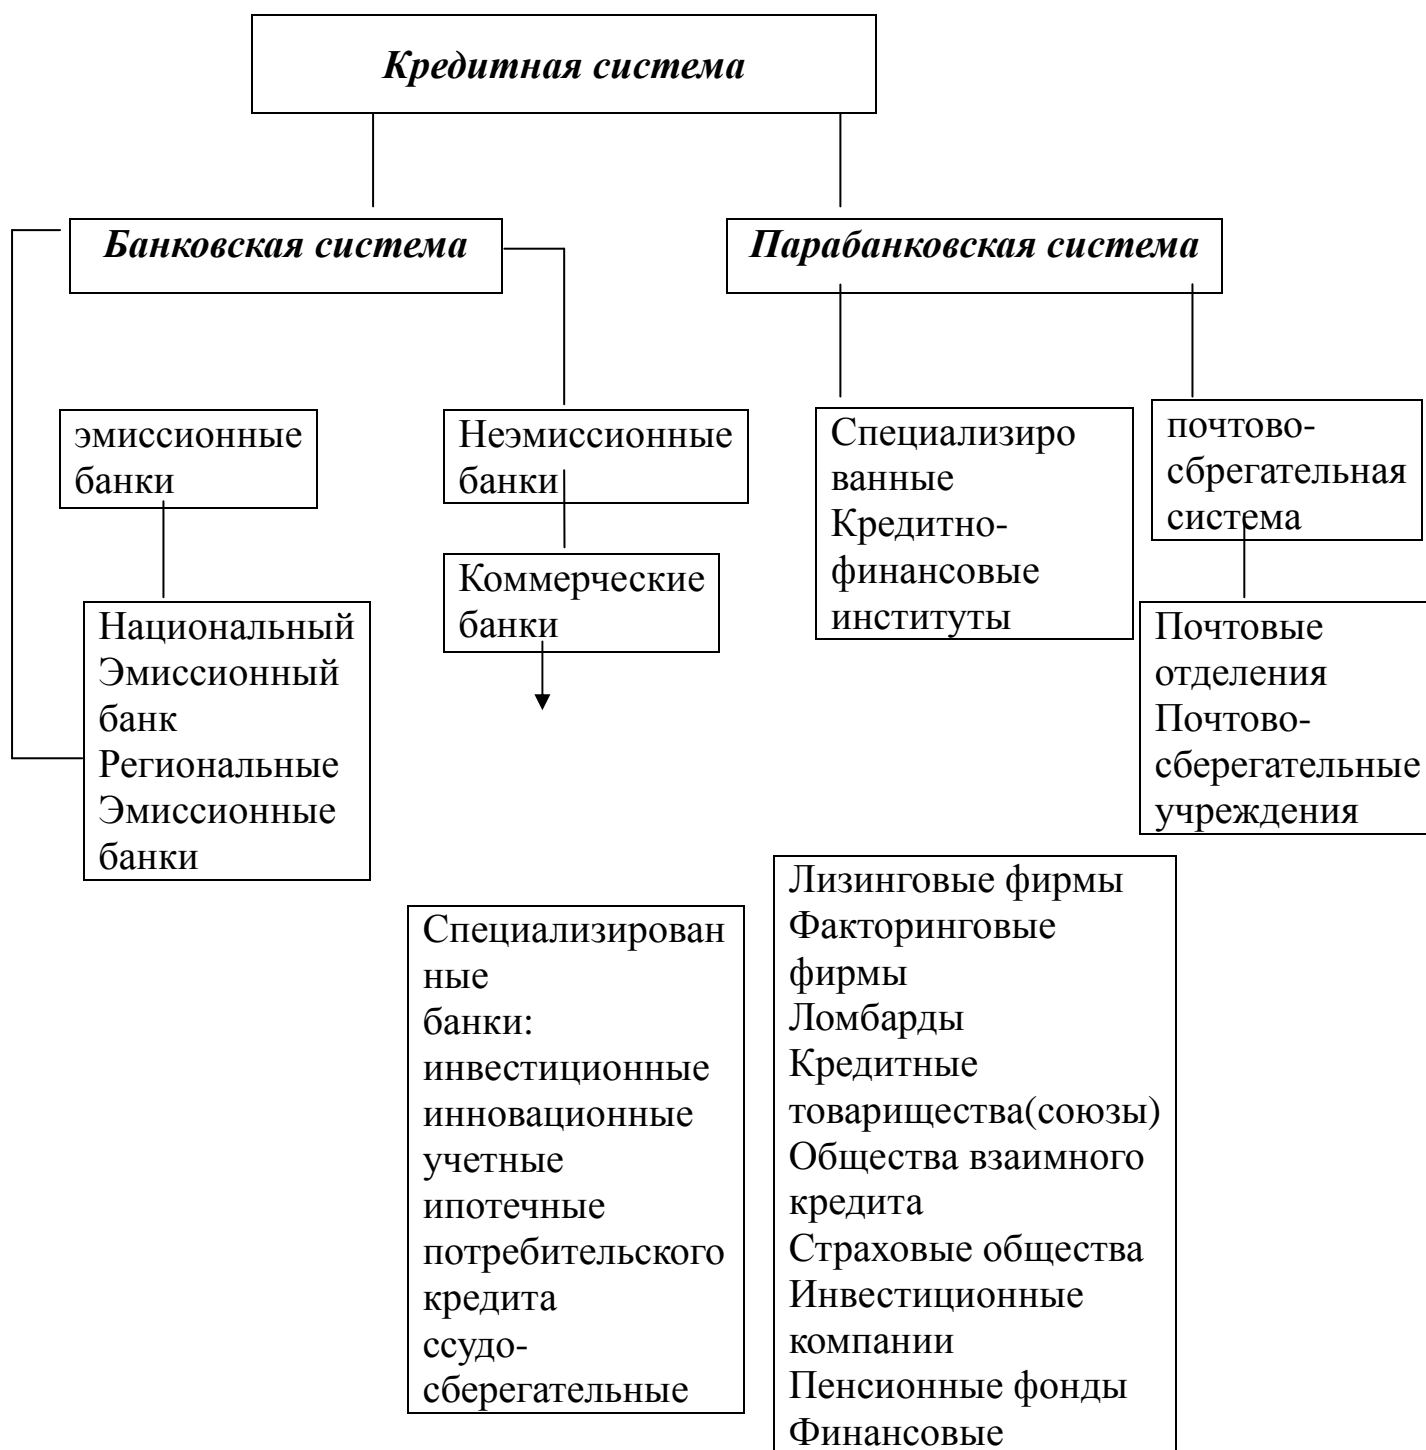 Кредитная система
Банковская система
Парабанковская система
эмиссионные
банки
Неэмиссионные
банки
Специализиро
ванные
Кредитно-
финансовые
институты
почтово-
сбрегательная
система
Коммерческие
банки
Национальный
Эмиссионный
банк
Региональные
Эмиссионные
банки
Почтовые
отделения
Почтово-
сберегательные
учреждения
Специализирован
ные
банки:
инвестиционные
инновационные
учетные
ипотечные
потребительского
кредита
ссудо-
сберегательные
Лизинговые фирмы
Факторинговые
фирмы
Ломбарды
Кредитные
товарищества(союзы)
Общества взаимного
кредита
Страховые общества
Инвестиционные
компании
Пенсионные фонды
Финансовые